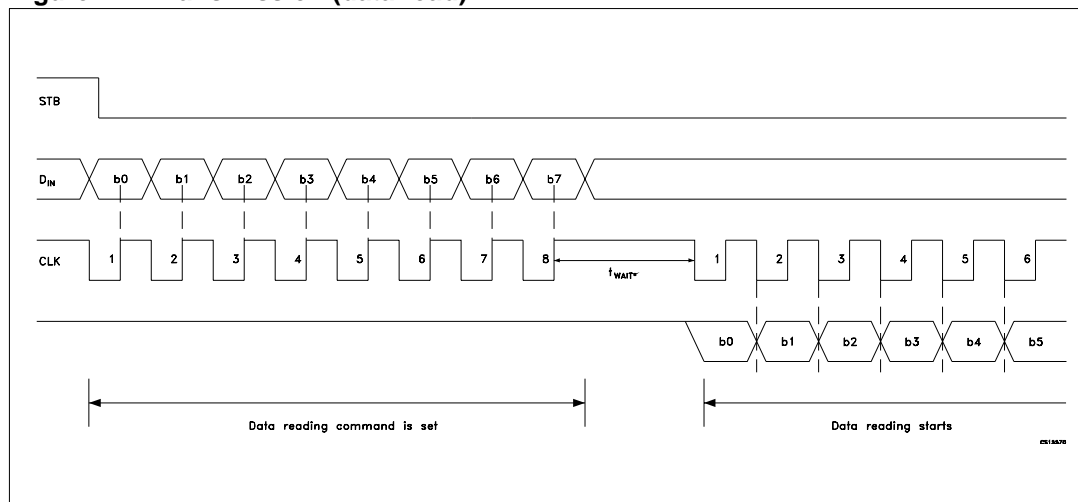 STB
D_IN b0 b1 b2 b3 b4 b5 b6 b7
CLK 1 2 3 4 5 6 7 8 t_WAIT 1 2 3 4 5 6
b0 b1 b2 b3 b4 b5
Data reading command is set Data reading starts